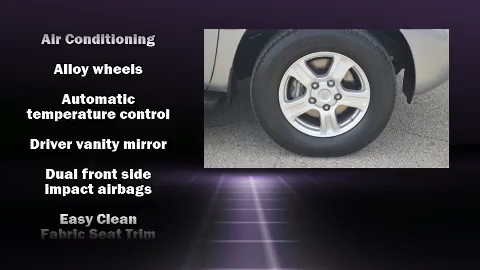 Air Conditioning
Alloy wheels
Automatic
temperature control
Driver vanity mirror
Dual front side
impact airbags
Easy Clean
Fabric Seat Trim